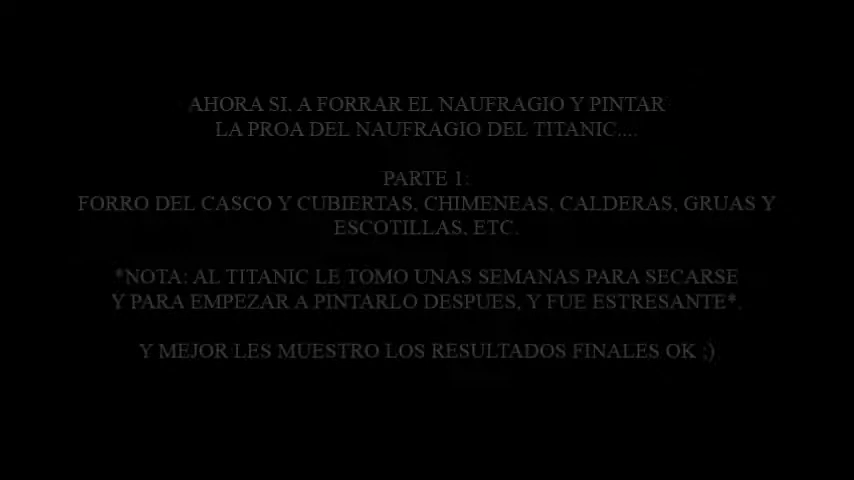 AHORA SI, A FORRAR EL NAUFRAGIO Y PINTAR
LA PROA DEL NAUFRAGIO DEL TITANIC....
PARTE 1:
FORRO DEL CASCO Y CUBIERTAS, CHIMENEAS, CALDERAS, GRUAS Y
ESCOTILLAS, ETC.
*NOTA: AL TITANIC LE TOMO UNAS SEMANAS PARA SECARSE
Y PARA EMPEZAR A PINTARLO DESPUES, Y FUE ESTRESANTE*.
Y MEJOR LES MUESTRO LOS RESULTADOS FINALES OK ;)